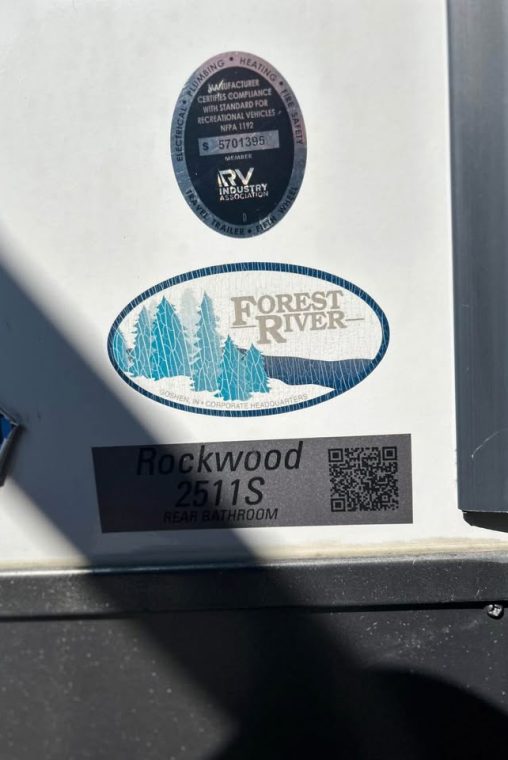 ELECTRICAL • PLUMBING • HEATING • FIRE SAFETY
MANUFACTURER
CERTIFIES COMPLIANCE
WITH STANDARD FOR
RECREATIONAL VEHICLES
NFPA 1192
S 5701395
MEMBER
RV
INDUSTRY
ASSOCIATION
D
TRAVEL TRAILER • FIFTH WHEEL
FOREST
RIVER
GOSHEN, IN • CORPORATE HEADQUARTERS
Rockwood
2511S
REAR BATHROOM